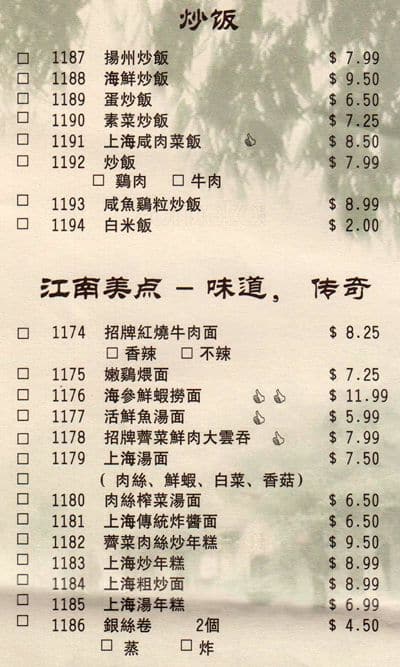 炒饭
□ 1187 揚州炒飯 $ 7.99
□ 1188 海鮮炒飯 $ 9.50
□ 1189 蛋炒飯 $ 6.50
□ 1190 素菜炒飯 $ 7.25
□ 1191 上海咸肉菜飯 $ 8.50
□ 1192 炒飯 $ 7.99
□ 鷄肉 □ 牛肉
□ 1193 咸魚鷄粒炒飯 $ 8.99
□ 1194 白米飯 $ 2.00
江南美点 – 味道, 传奇
□ 1174 招牌紅燒牛肉面 $ 8.25
□ 香辣 □ 不辣
□ 1175 嫩鷄煨面 $ 7.25
□ 1176 海參鮮蝦撈面 $ 11.99
□ 1177 活鮮魚湯面 $ 5.99
□ 1178 招牌薺菜鮮肉大雲吞 $ 7.99
□ 1179 上海湯面 $ 7.50
□ ( 肉絲、鮮蝦、白菜、香菇)
□ 1180 肉絲榨菜湯面 $ 6.50
□ 1181 上海傳統炸醬面 $ 6.50
□ 1182 薺菜肉絲炒年糕 $ 9.50
□ 1183 上海炒年糕 $ 8.99
□ 1184 上海粗炒面 $ 8.99
□ 1185 上海湯年糕 $ 6.99
□ 1186 銀絲卷 2個 $ 4.50
□ 蒸 □ 炸